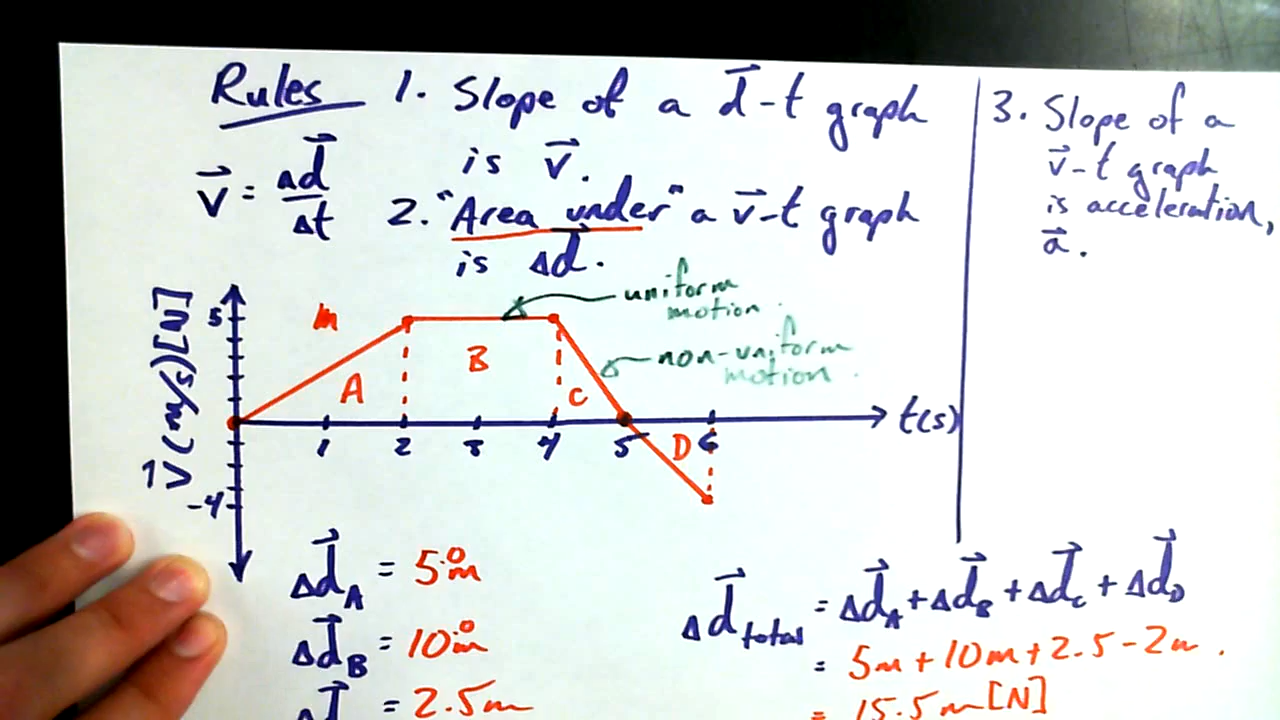 Rules 1. Slope of a d⃗-t graph
is v⃗.
v⃗ = Δd⃗/Δt
2. "Area under" a v⃗-t graph
is Δd⃗.
3. Slope of a
v⃗-t graph
is acceleration,
a⃗.
uniform
motion.
non-uniform
motion.
v⃗(m/s)[N]
5
-4
m
A
B
C
D
1 2 3 4 5 6
t(s)
Δd⃗A = 5.0m
Δd⃗B = 10.0m
= 2.5m
Δd⃗total = Δd⃗A + Δd⃗B + Δd⃗C + Δd⃗D
= 5m + 10m + 2.5 - 2m.
= 15.5m[N]